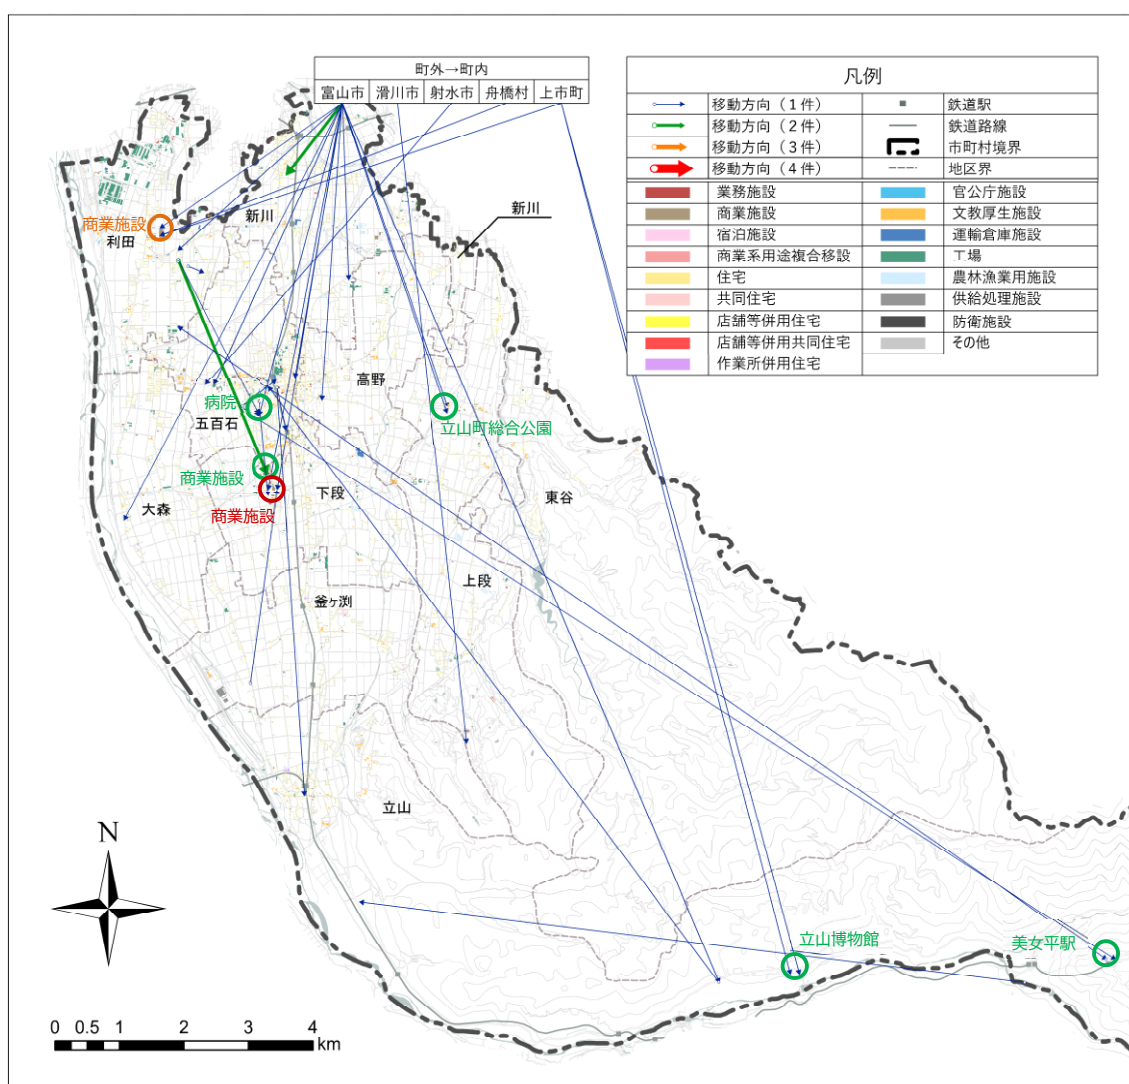 町外→町内
富山市 滑川市 射水市 舟橋村 上市町
凡例
移動方向（１件） 鉄道駅
移動方向（２件） 鉄道路線
移動方向（３件） 市町村境界
移動方向（４件） 地区界
業務施設 官公庁施設
商業施設 文教厚生施設
宿泊施設 運輸倉庫施設
商業系用途複合移設 工場
住宅 農林漁業用施設
共同住宅 供給処理施設
店舗等併用住宅 防衛施設
店舗等併用共同住宅 その他
作業所併用住宅
新川
商業施設
新川
利田
高野
病院
五百石
立山町総合公園
商業施設
下段
東谷
大森
商業施設
上段
釜ヶ渕
立山
N
立山博物館
美女平駅
0 0.5 1 2 3 4
km